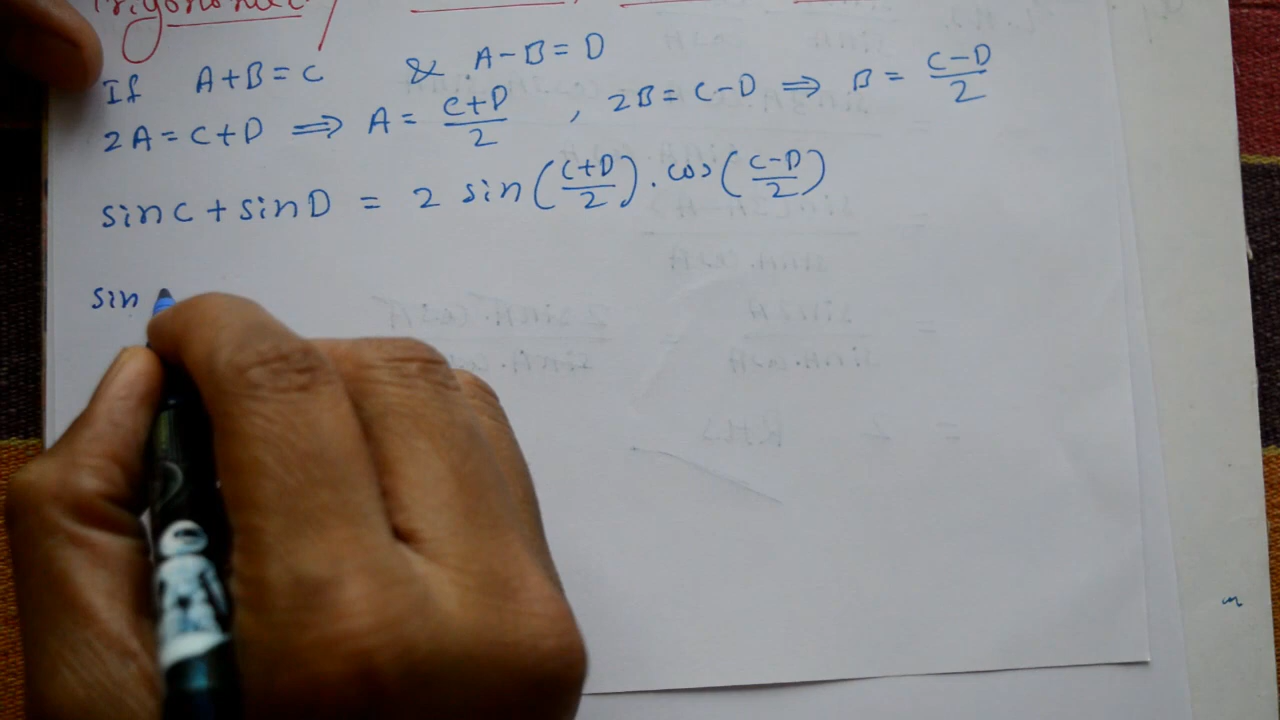 If A+B=C & A-B=D
2A=C+D ⟹ A= (C+D)/2 , 2B=C-D ⟹ B= (C-D)/2
sinC+sinD = 2 sin((C+D)/2).cos((C-D)/2)
sin